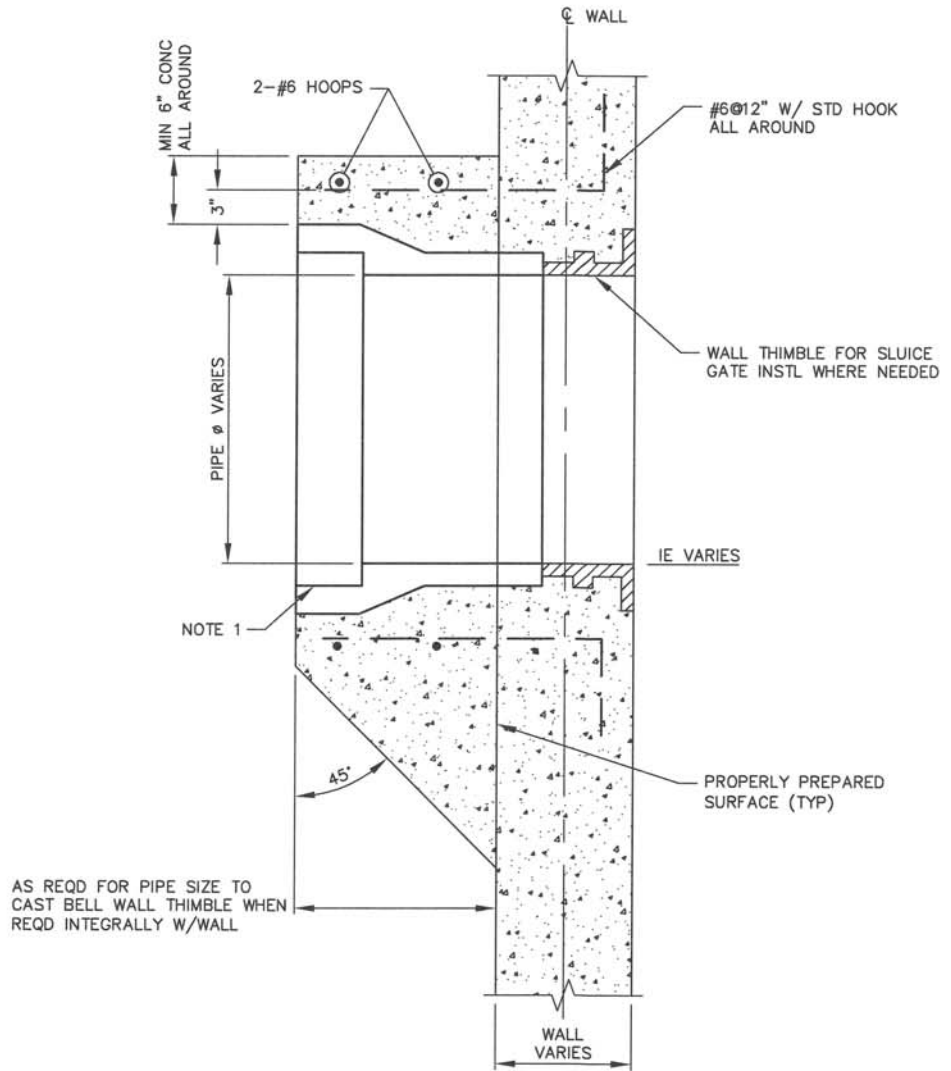 ℄ WALL
MIN 6" CONC
ALL AROUND
2-#6 HOOPS
#6@12" W/ STD HOOK
ALL AROUND
3"
WALL THIMBLE FOR SLUICE
GATE INSTL WHERE NEEDED
PIPE ø VARIES
IE VARIES
NOTE 1
45°
PROPERLY PREPARED
SURFACE (TYP)
AS REQD FOR PIPE SIZE TO
CAST BELL WALL THIMBLE WHEN
REQD INTEGRALLY W/WALL
WALL
VARIES